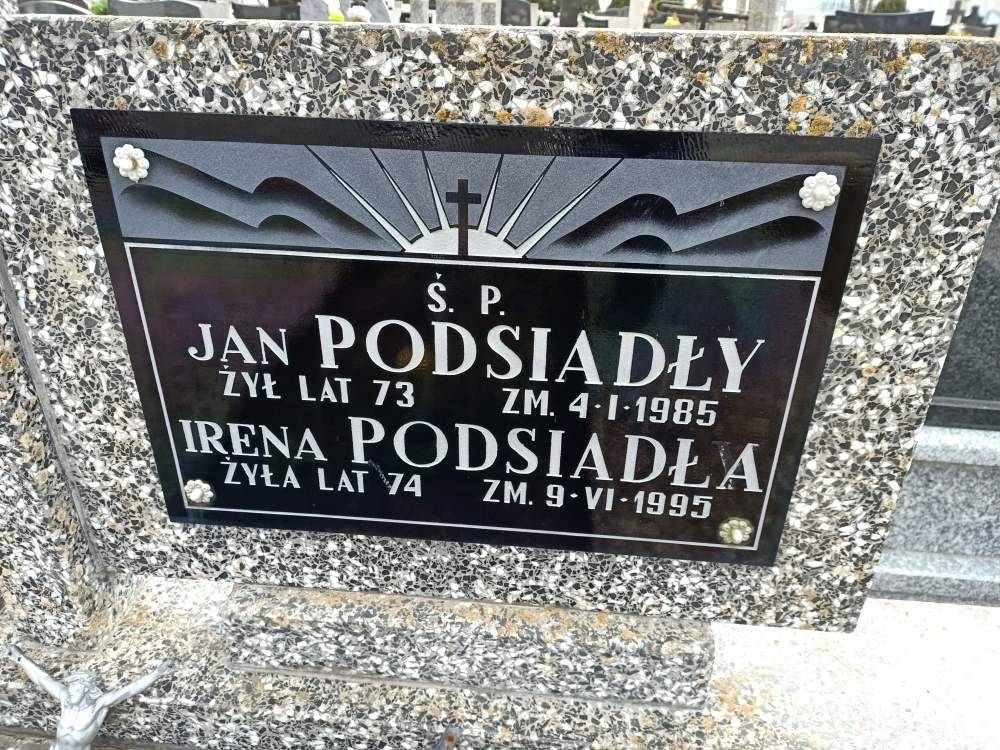 Ś. P.
JAN PODSIADŁY
ŻYŁ LAT 73 ZM. 4·I·1985
IRENA PODSIADŁA
ŻYŁA LAT 74 ZM. 9·VI·1995